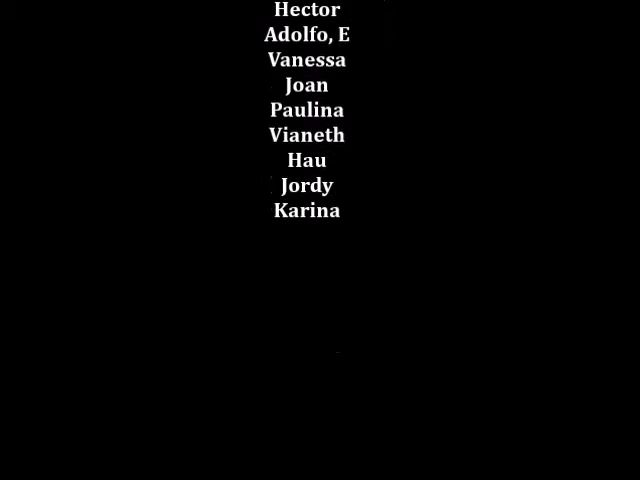 Hector
Adolfo, E
Vanessa
Joan
Paulina
Vianeth
Hau
Jordy
Karina